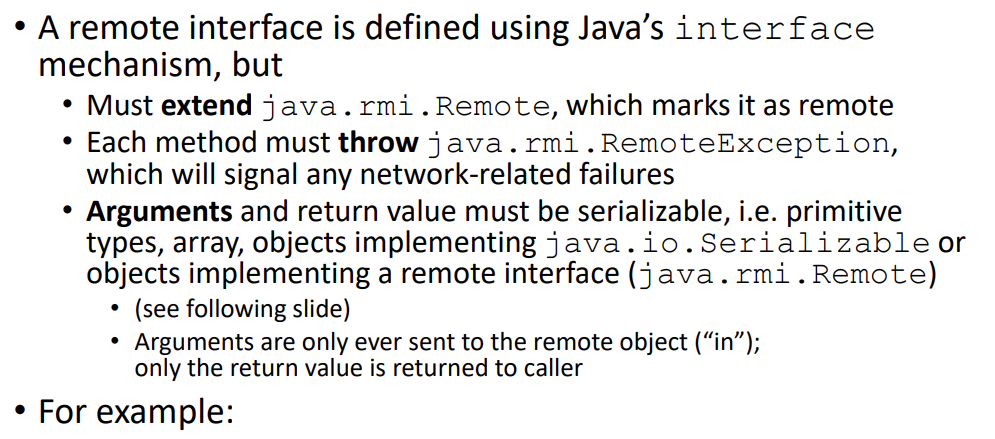 • A remote interface is defined using Java’s interface
mechanism, but
• Must extend java.rmi.Remote, which marks it as remote
• Each method must throw java.rmi.RemoteException,
which will signal any network-related failures
• Arguments and return value must be serializable, i.e. primitive
types, array, objects implementing java.io.Serializable or
objects implementing a remote interface (java.rmi.Remote)
• (see following slide)
• Arguments are only ever sent to the remote object (“in”);
only the return value is returned to caller
• For example: